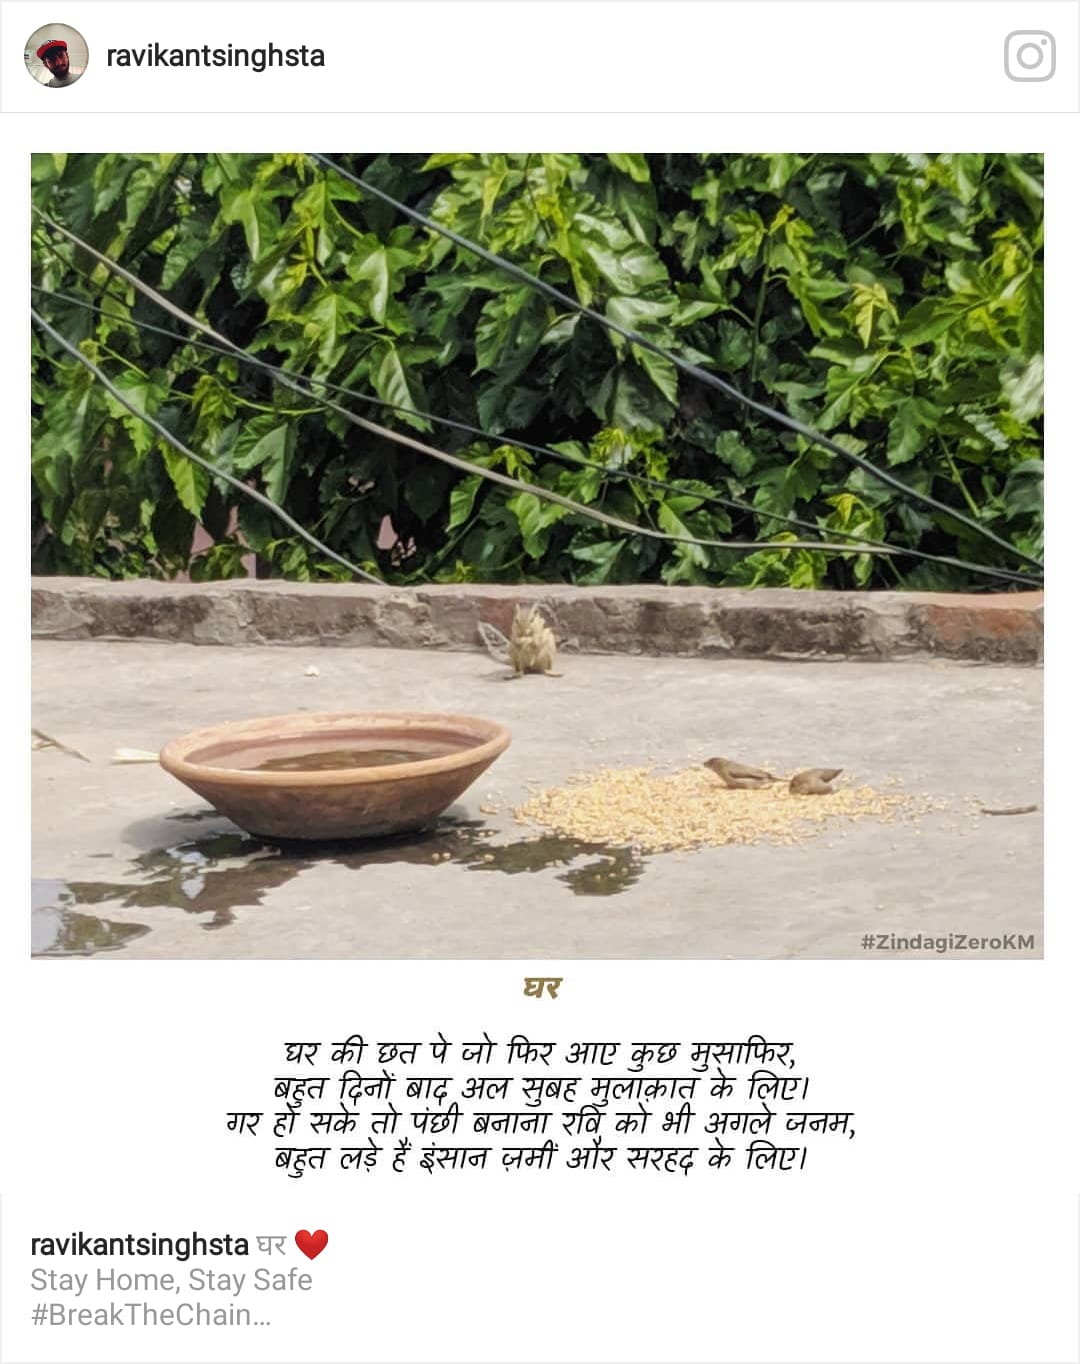 ravikantsinghsta
#ZindagiZeroKM
घर
घर की छत पे जो फिर आए कुछ मुसाफिर,
बहुत दिनों बाद अल सुबह मुलाक़ात के लिए।
गर हो सके तो पंछी बनाना रवि को भी अगले जनम,
बहुत लड़े हैं इंसान ज़मीं और सरहद के लिए।
ravikantsinghsta घर ❤️
Stay Home, Stay Safe
#BreakTheChain...